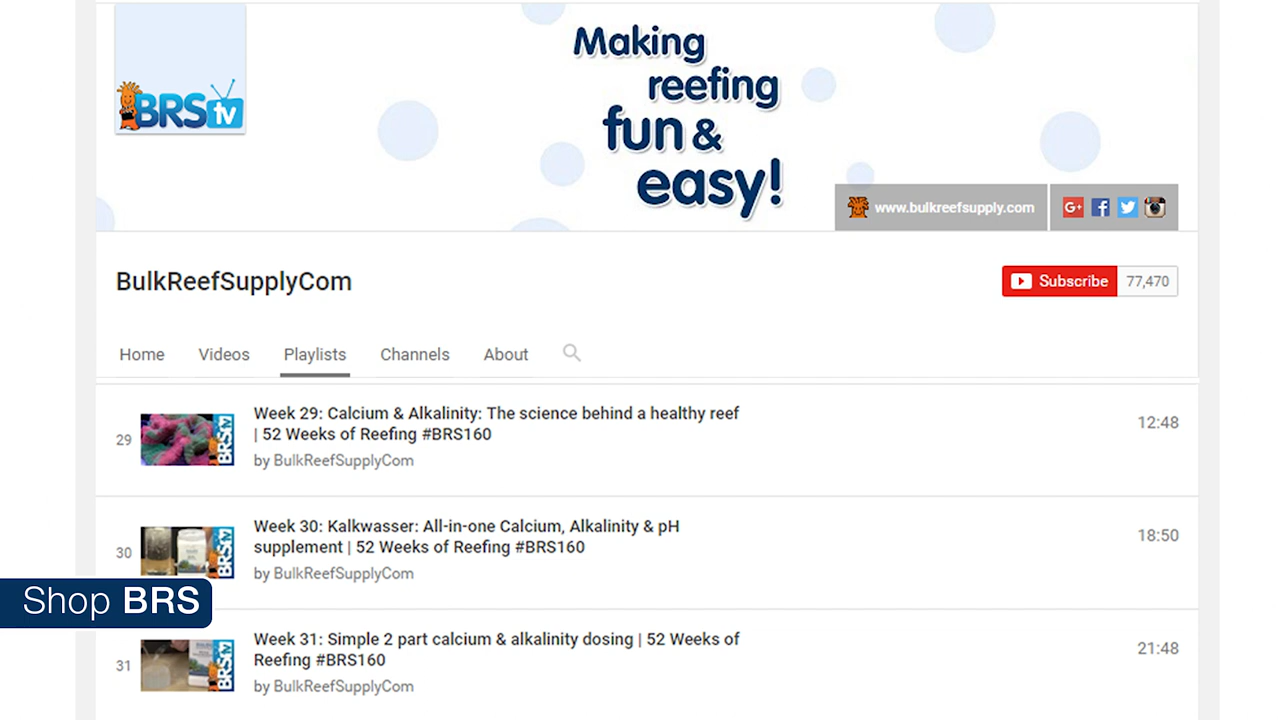 BRS tv
Making
reefing
fun &
easy!
www.bulkreefsupply.com
G+
BulkReefSupplyCom
Subscribe 77,470
Home Videos Playlists Channels About
29
BRStv
Week 29: Calcium & Alkalinity: The science behind a healthy reef
| 52 Weeks of Reefing #BRS160
by BulkReefSupplyCom
12:48
30
BRStv
Week 30: Kalkwasser: All-in-one Calcium, Alkalinity & pH
supplement | 52 Weeks of Reefing #BRS160
by BulkReefSupplyCom
18:50
Shop BRS
31
BRStv
Week 31: Simple 2 part calcium & alkalinity dosing | 52 Weeks of
Reefing #BRS160
by BulkReefSupplyCom
21:48